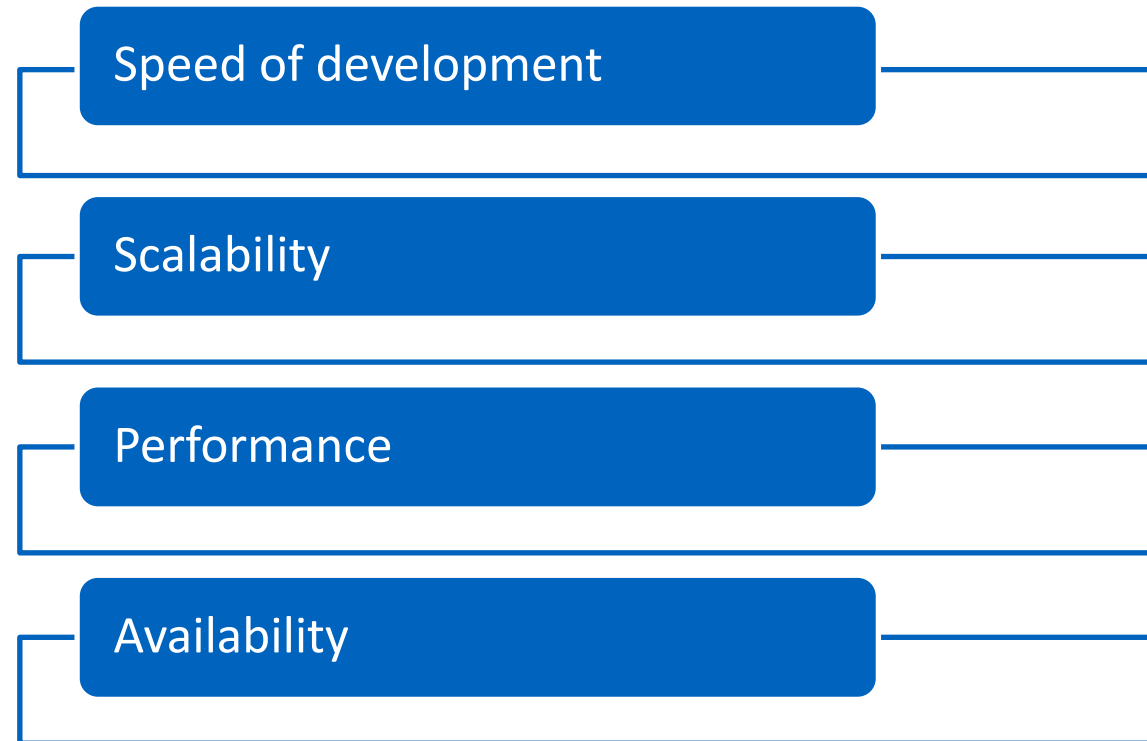 Speed of development
Scalability
Performance
Availability